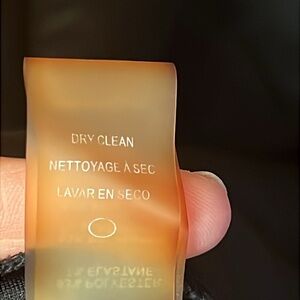 DRY CLEAN
NETTOYAGE À SEC
LAVAR EN SECO